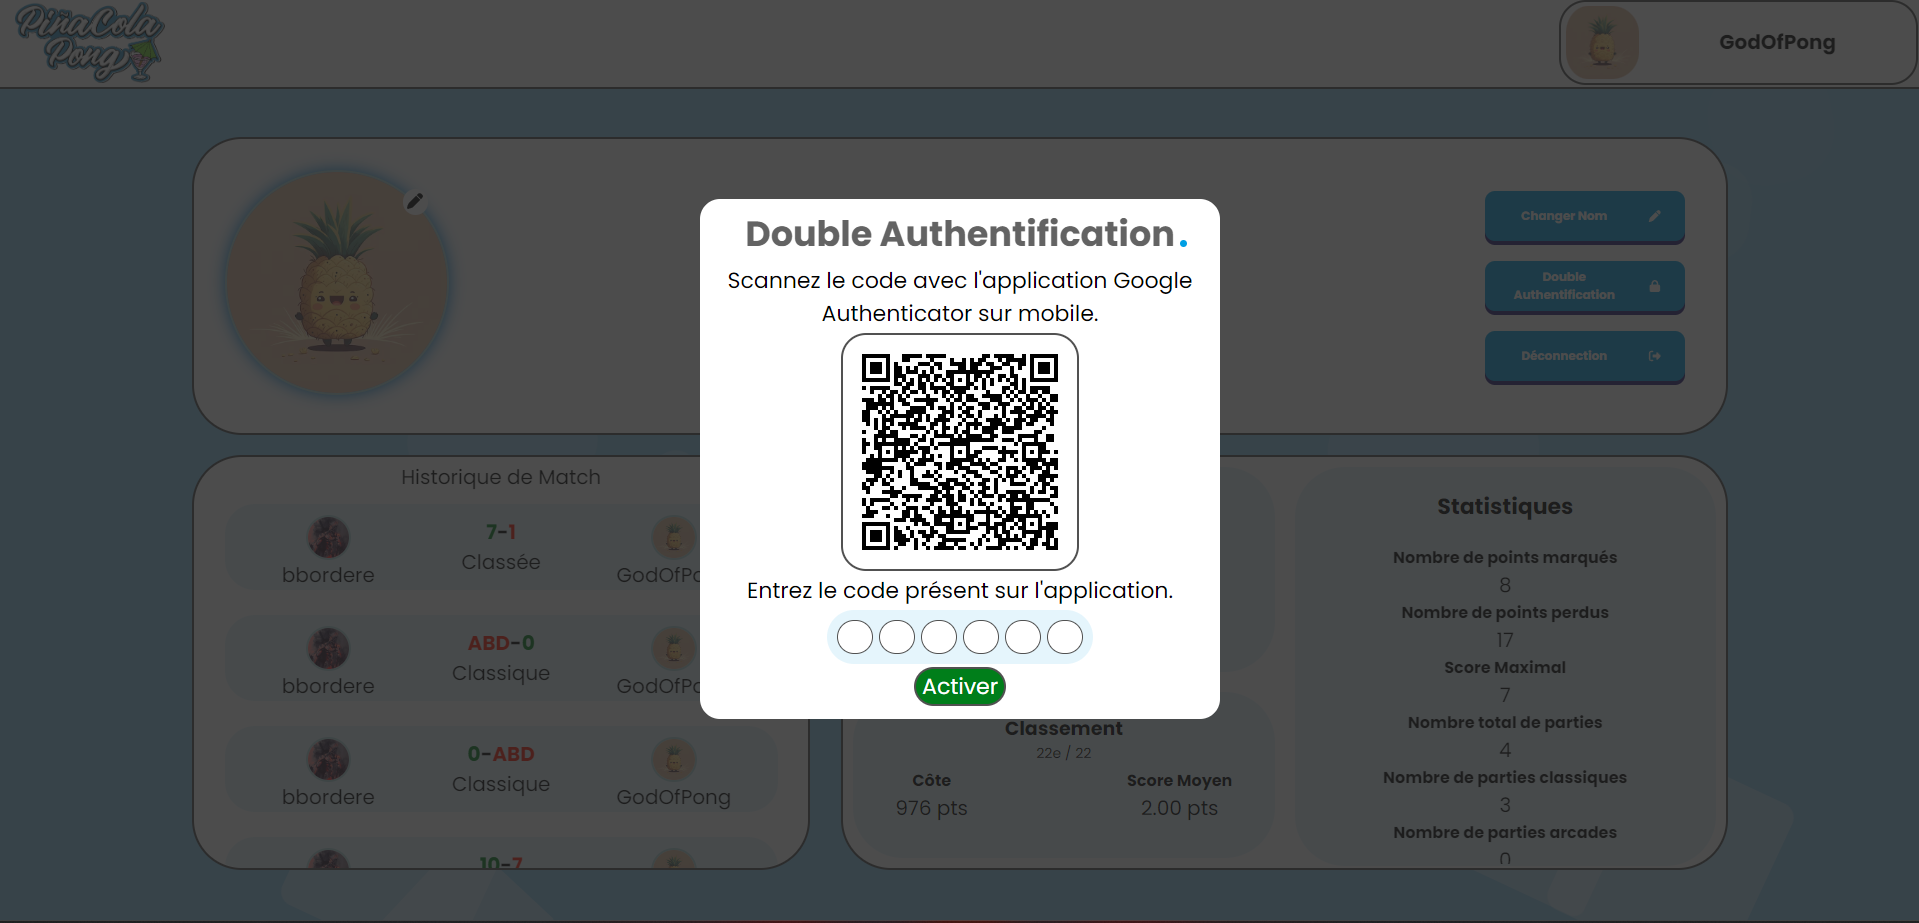 PiñaCola
Pong
GodOfPong
Changer Nom
Double
Authentification
Déconnection
Double Authentification.
Scannez le code avec l'application Google
Authenticator sur mobile.
Entrez le code présent sur l'application.
Activer
Historique de Match
7-1
Classée
bbordere
GodOfPo
ABD-0
Classique
bbordere
GodOfPo
0-ABD
Classique
bbordere
GodOfPong
10-7
Classement
22e / 22
Côte
976 pts
Score Moyen
2.00 pts
Statistiques
Nombre de points marqués
8
Nombre de points perdus
17
Score Maximal
7
Nombre total de parties
4
Nombre de parties classiques
3
Nombre de parties arcades
0